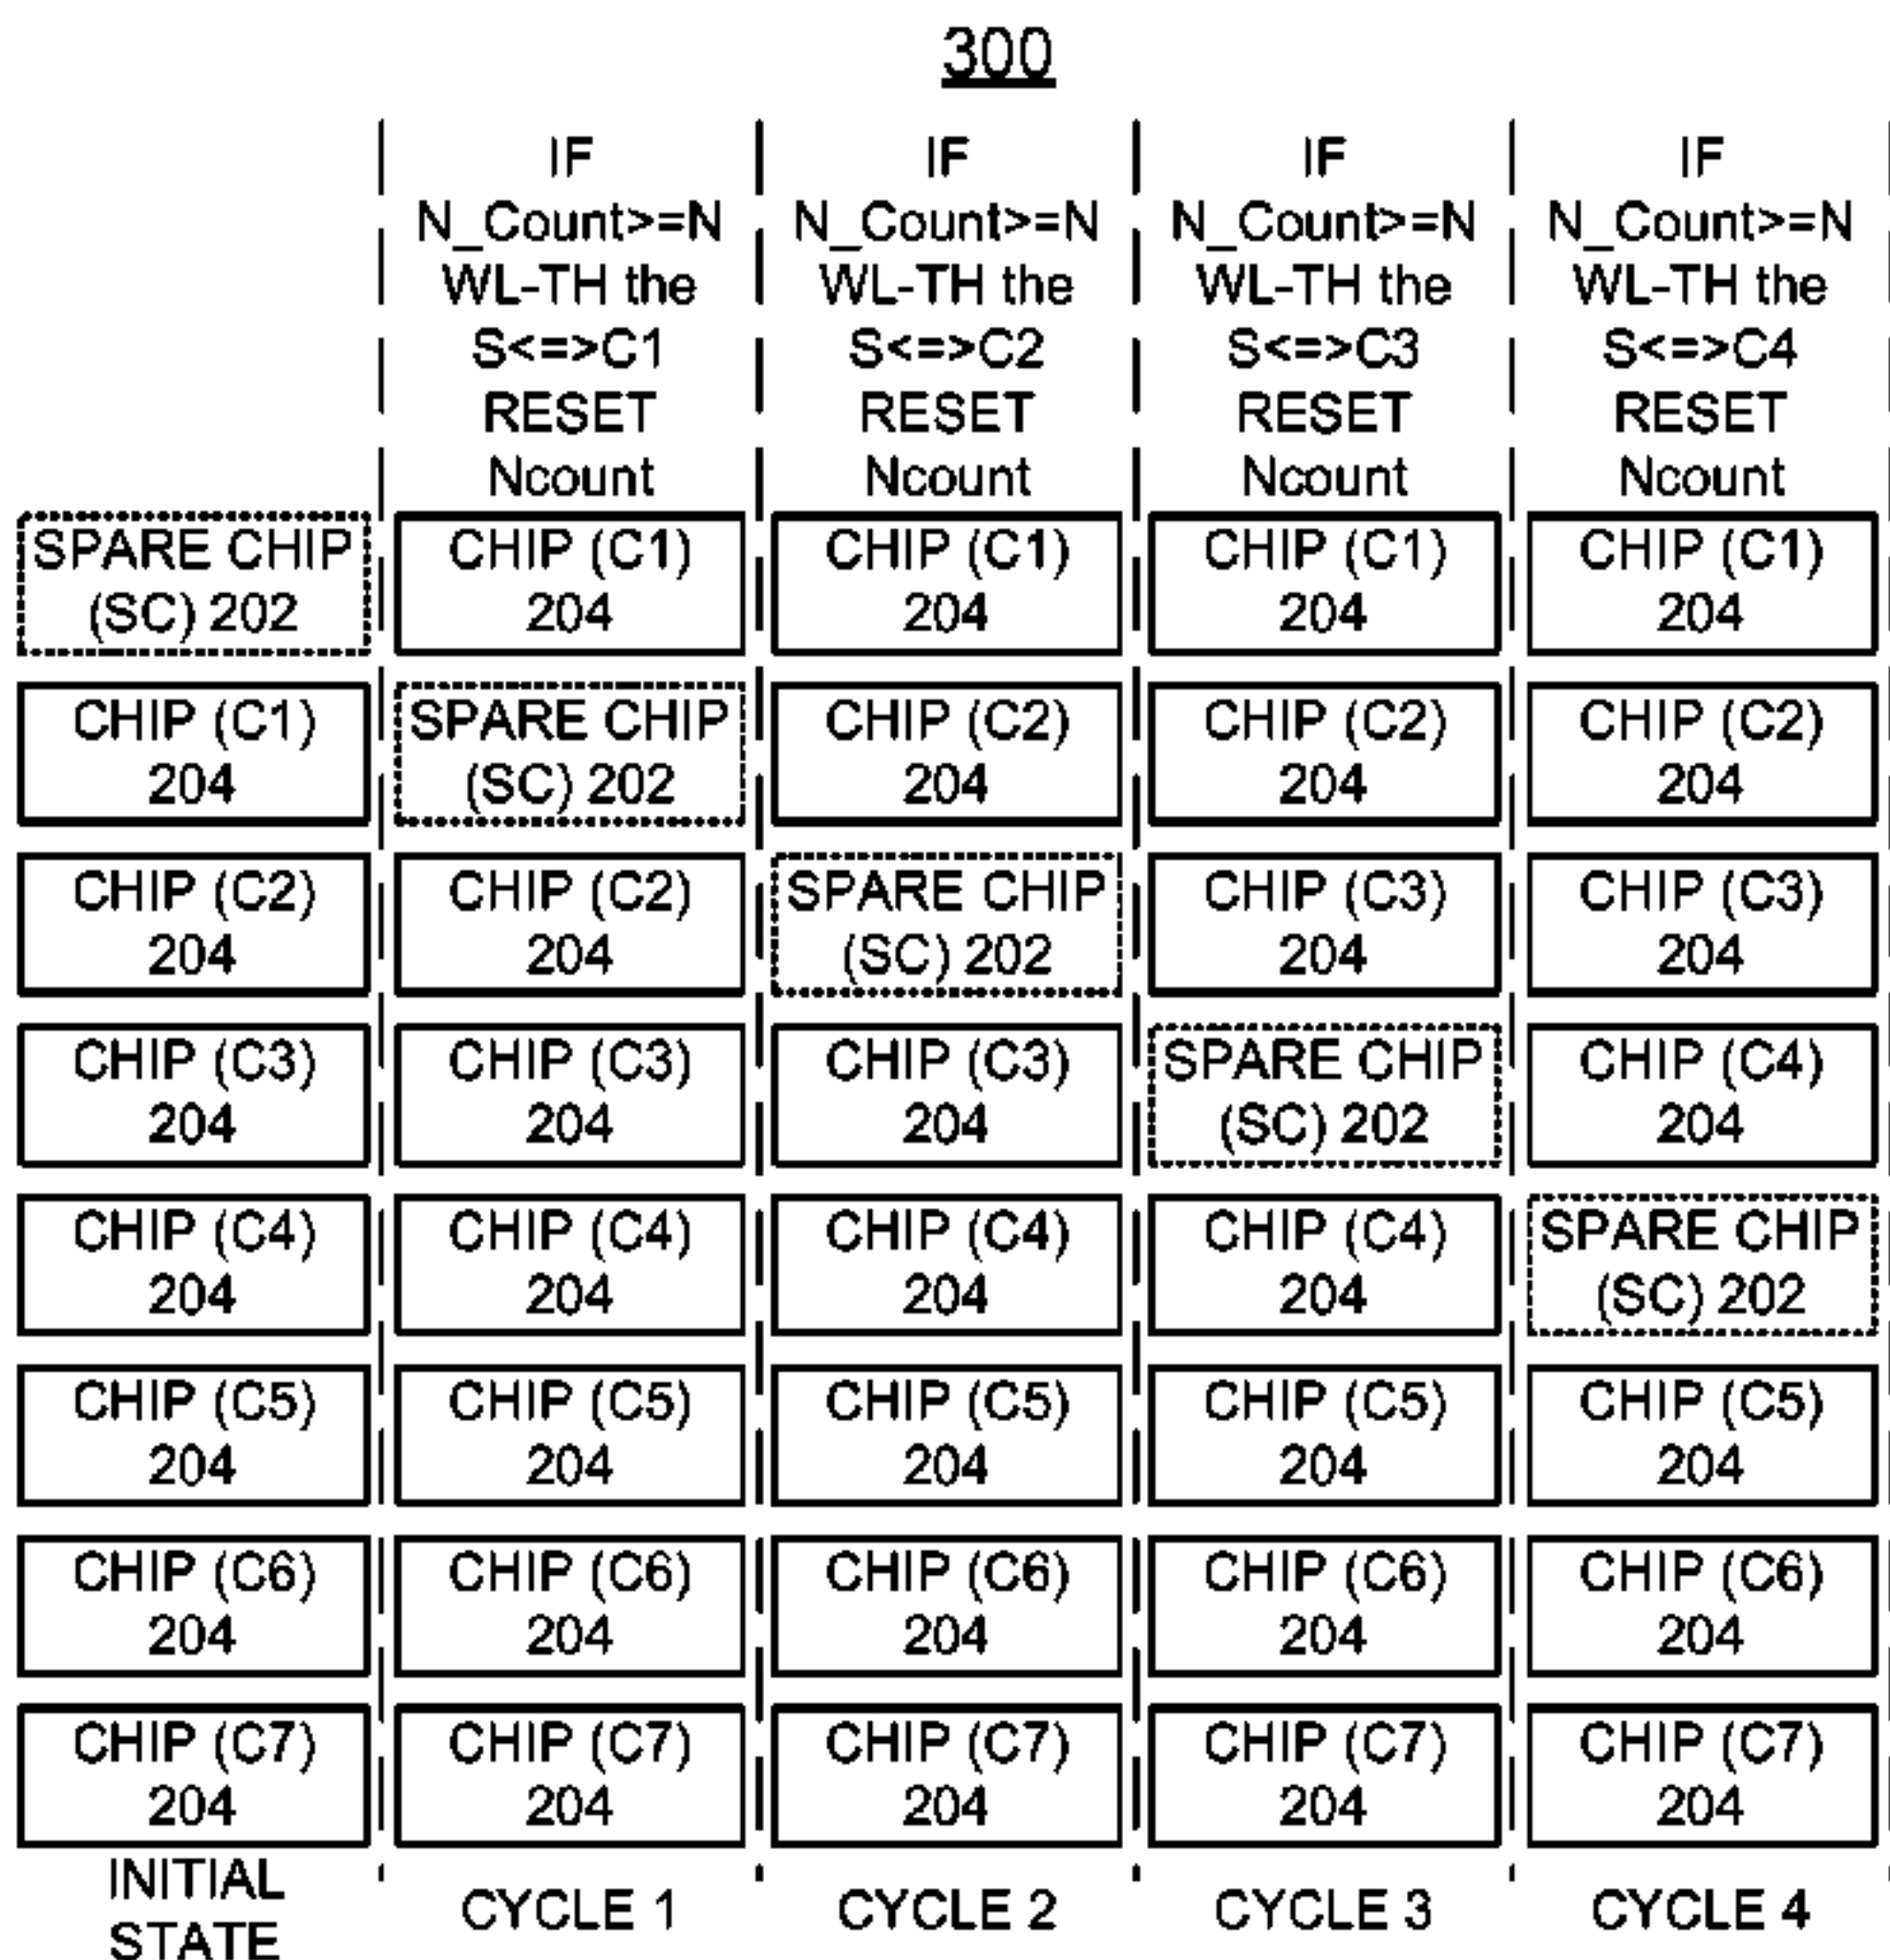 300
IF
N_Count>=N
WL-TH the
S<=>C1
RESET
Ncount
IF
N_Count>=N
WL-TH the
S<=>C2
RESET
Ncount
IF
N_Count>=N
WL-TH the
S<=>C3
RESET
Ncount
IF
N_Count>=N
WL-TH the
S<=>C4
RESET
Ncount
SPARE CHIP
(SC) 202
CHIP (C1)
204
CHIP (C2)
204
CHIP (C3)
204
CHIP (C4)
204
CHIP (C5)
204
CHIP (C6)
204
CHIP (C7)
204
INITIAL
STATE
CHIP (C1)
204
SPARE CHIP
(SC) 202
CHIP (C2)
204
CHIP (C3)
204
CHIP (C4)
204
CHIP (C5)
204
CHIP (C6)
204
CHIP (C7)
204
CYCLE 1
CHIP (C1)
204
CHIP (C2)
204
SPARE CHIP
(SC) 202
CHIP (C3)
204
CHIP (C4)
204
CHIP (C5)
204
CHIP (C6)
204
CHIP (C7)
204
CYCLE 2
CHIP (C1)
204
CHIP (C2)
204
CHIP (C3)
204
SPARE CHIP
(SC) 202
CHIP (C4)
204
CHIP (C5)
204
CHIP (C6)
204
CHIP (C7)
204
CYCLE 3
CHIP (C1)
204
CHIP (C2)
204
CHIP (C3)
204
CHIP (C4)
204
SPARE CHIP
(SC) 202
CHIP (C5)
204
CHIP (C6)
204
CHIP (C7)
204
CYCLE 4